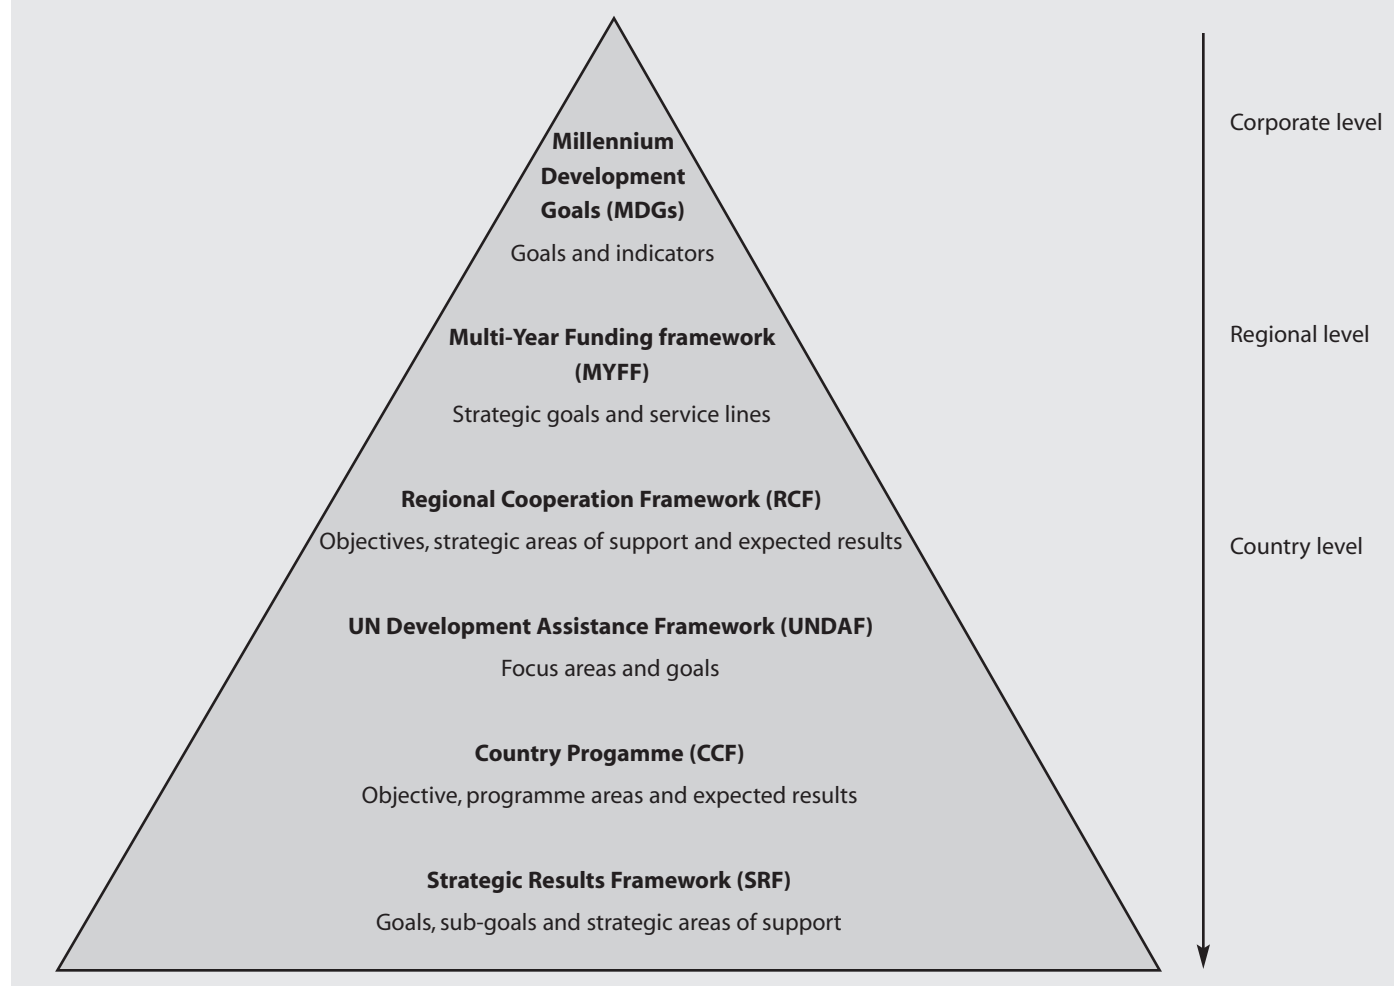 Millennium
Development
Goals (MDGs)
Goals and indicators
Multi-Year Funding framework
(MYFF)
Strategic goals and service lines
Regional Cooperation Framework (RCF)
Objectives, strategic areas of support and expected results
UN Development Assistance Framework (UNDAF)
Focus areas and goals
Country Progamme (CCF)
Objective, programme areas and expected results
Strategic Results Framework (SRF)
Goals, sub-goals and strategic areas of support
Corporate level
Regional level
Country level